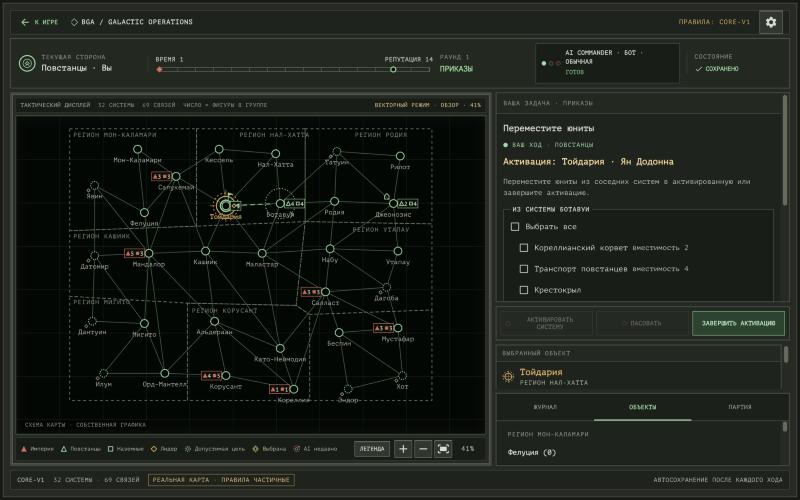 К ИГРЕ
BGA / GALACTIC OPERATIONS
ПРАВИЛА: CORE-V1
ТЕКУЩАЯ СТОРОНА
Повстанцы · Вы
ВРЕМЯ 1
РЕПУТАЦИЯ 14
РАУНД 1
ПРИКАЗЫ
AI COMMANDER · БОТ · ОБЫЧНАЯ
ГОТОВ
СОСТОЯНИЕ
СОХРАНЕНО
ТАКТИЧЕСКИЙ ДИСПЛЕЙ 32 СИСТЕМЫ 69 СВЯЗЕЙ ЧИСЛО = ФИГУРЫ В ГРУППЕ
ВЕКТОРНЫЙ РЕЖИМ · ОБЗОР · 41%
РЕГИОН МОН-КАЛАМАРИ
РЕГИОН НАЛ-ХАТТА
РЕГИОН РОДИЯ
Мон-Каламари
Кессель
Нал-Хатта
Татуин
Рилот
Салукемай
Явин
Фелуция
Тойдария
Ботавуи
Родия
Джеонозис
РЕГИОН КАШИИК
РЕГИОН УТАПАУ
Датомир
Мандалор
Кашиик
Маластар
Набу
Утапау
РЕГИОН МИГИТО
РЕГИОН КОРУСАНТ
Салласт
Дагоба
Дантуин
Мигито
Альдераан
Беспин
Мустафар
Като-Неймодия
Илум
Орд-Мантелл
Корусант
Кореллия
Эндор
Хот
СХЕМА КАРТЫ · СОБСТВЕННАЯ ГРАФИКА
Империя
Повстанцы
Наземные
Лидер
Допустимая цель
Выбрана
AI недавно
ЛЕГЕНДА
41%
ВАША ЗАДАЧА · ПРИКАЗЫ
Переместите юниты
ВАШ ХОД · ПОВСТАНЦЫ
Активация: Тойдария · Ян Додонна
Переместите юниты из соседних систем в активированную или
завершите активацию.
ИЗ СИСТЕМЫ БОТАВУИ
Выбрать все
Кореллианский корвет вместимость 2
Транспорт повстанцев вместимость 4
Крестокрыл
АКТИВИРОВАТЬ СИСТЕМУ
ПАСОВАТЬ
ЗАВЕРШИТЬ АКТИВАЦИЮ
ВЫБРАННЫЙ ОБЪЕКТ
Тойдария
РЕГИОН НАЛ-ХАТТА
ЖУРНАЛ
ОБЪЕКТЫ
ПАРТИЯ
РЕГИОН МОН-КАЛАМАРИ
Фелуция (0)
CORE-V1 32 СИСТЕМЫ · 69 СВЯЗЕЙ
РЕАЛЬНАЯ КАРТА · ПРАВИЛА ЧАСТИЧНЫЕ
АВТОСОХРАНЕНИЕ ПОСЛЕ КАЖДОГО ХОДА